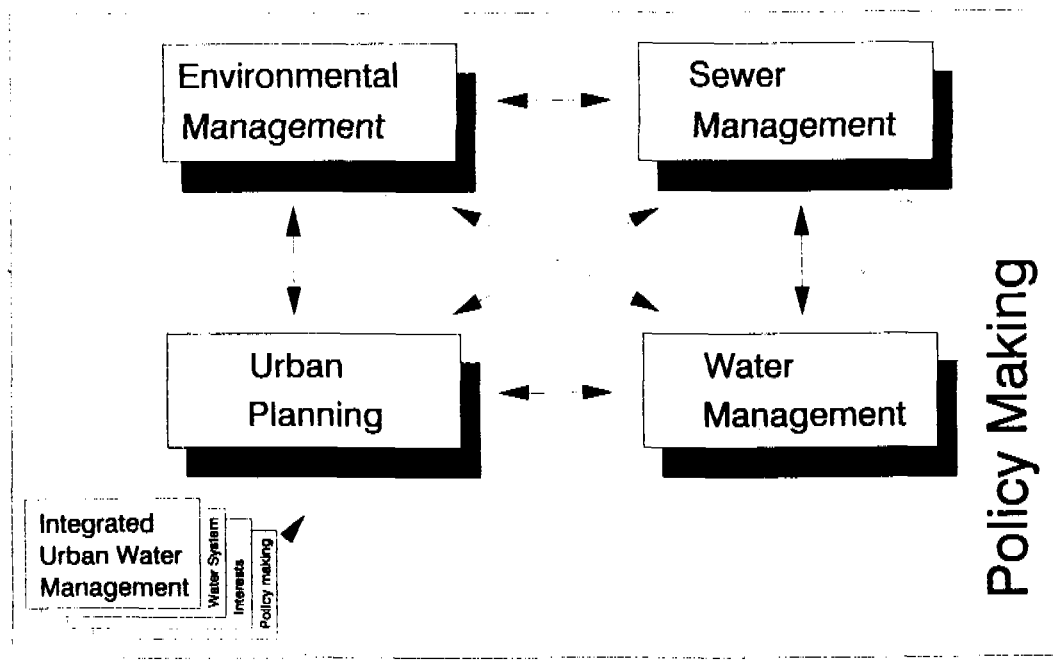 Environmental
Management
Sewer
Management
Urban
Planning
Water
Management
Policy Making
Integrated
Urban Water
Management
Water System
Interests
Policy making